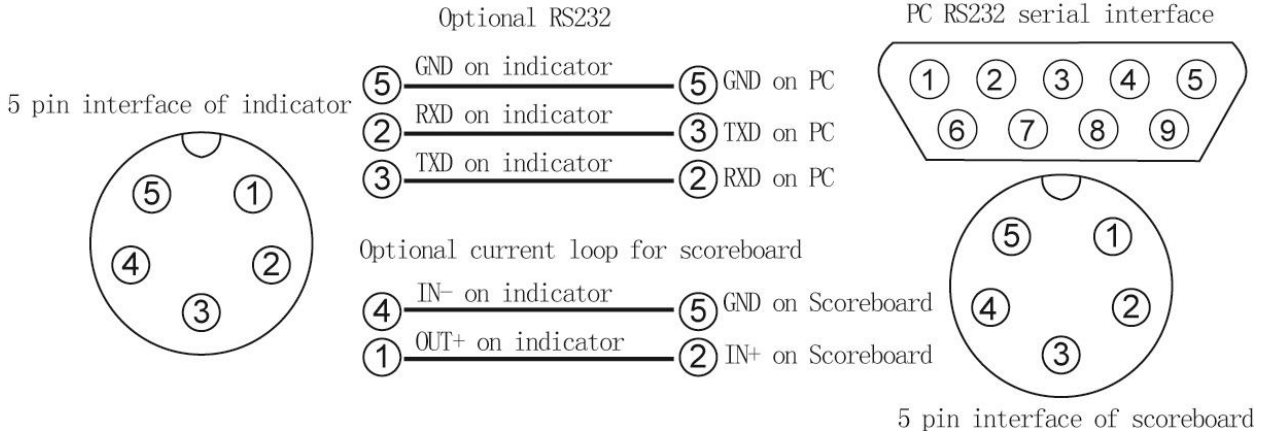 Optional RS232
PC RS232 serial interface
5 pin interface of indicator
5 GND on indicator 5 GND on PC
2 RXD on indicator 3 TXD on PC
3 TXD on indicator 2 RXD on PC
1 2 3 4 5
6 7 8 9
5 1
4 2
3
Optional current loop for scoreboard
4 IN- on indicator 5 GND on Scoreboard
1 OUT+ on indicator 2 IN+ on Scoreboard
5 1
4 2
3
5 pin interface of scoreboard